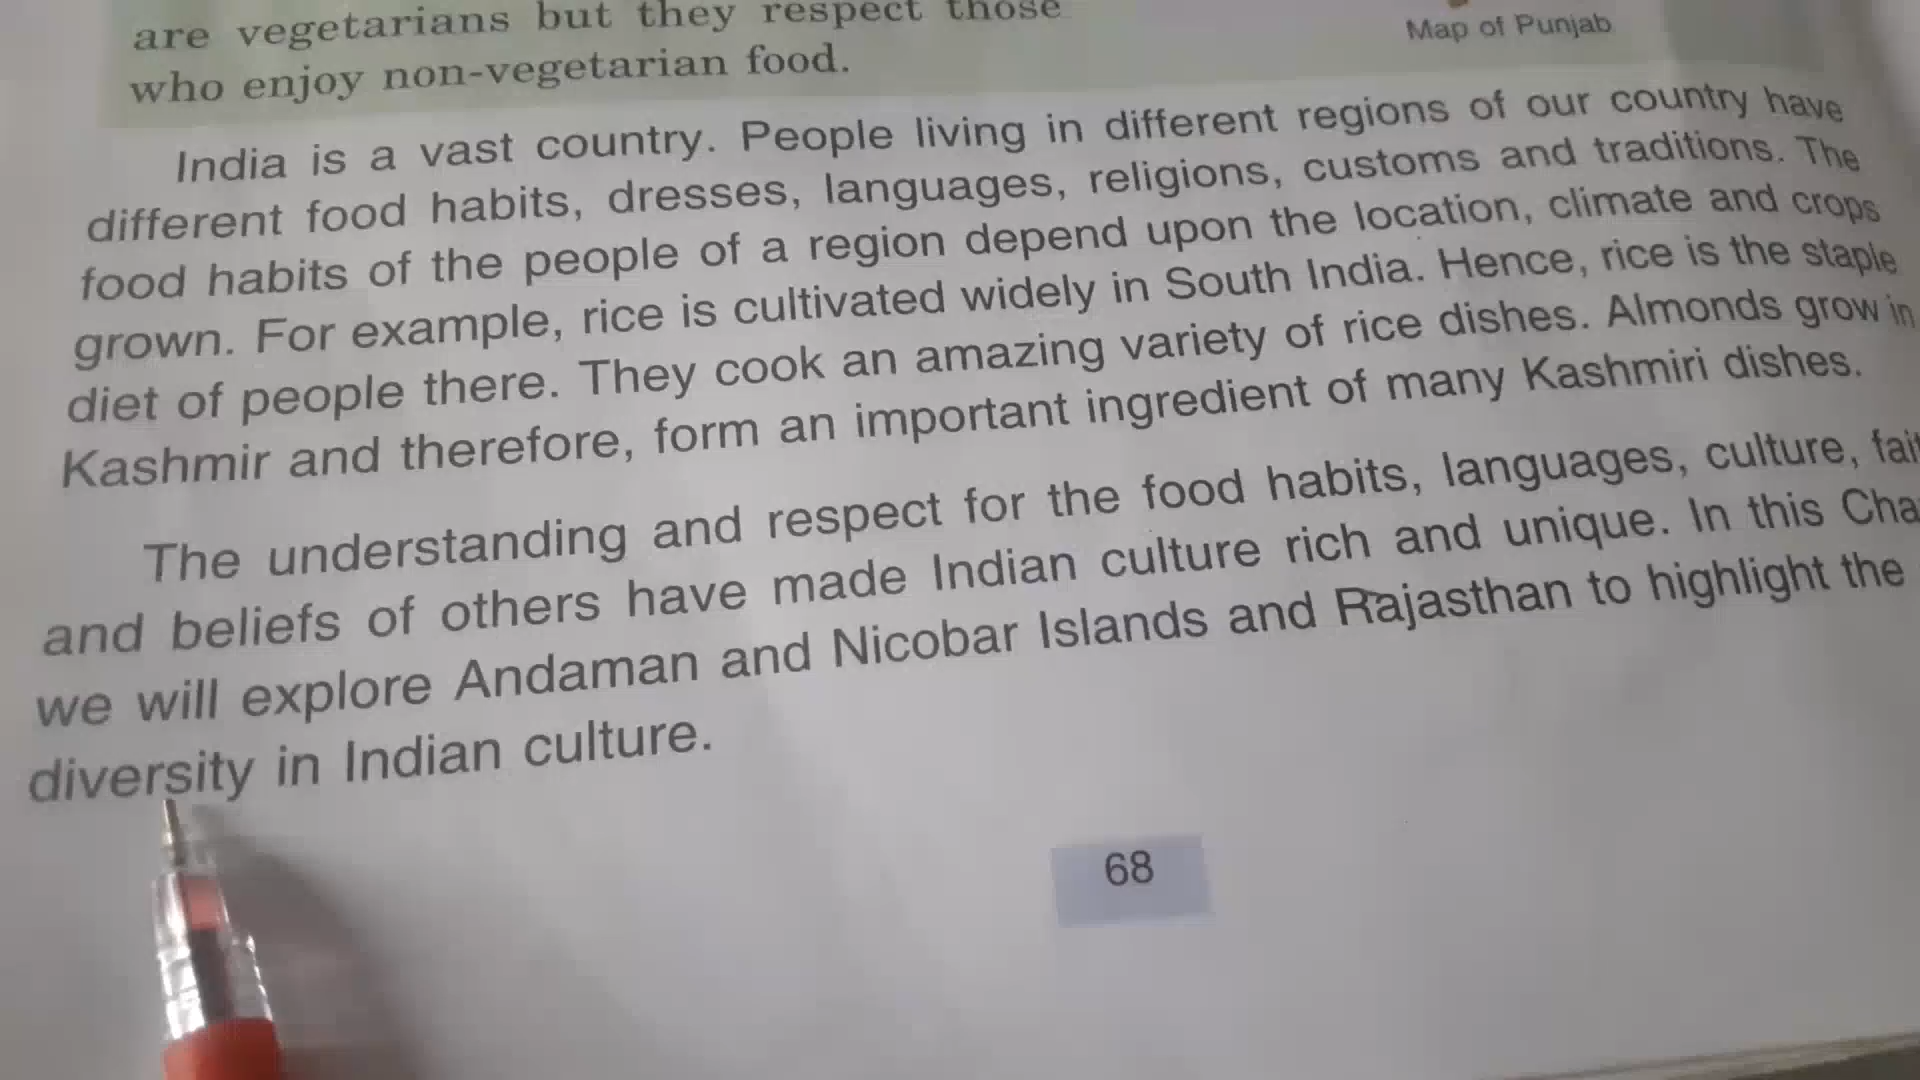 are vegetarians but they respect those
who enjoy non-vegetarian food.
Map of Punjab
India is a vast country. People living in different regions of our country have
different food habits, dresses, languages, religions, customs and traditions. The
food habits of the people of a region depend upon the location, climate and crops
grown. For example, rice is cultivated widely in South India. Hence, rice is the staple
diet of people there. They cook an amazing variety of rice dishes. Almonds grow in
Kashmir and therefore, form an important ingredient of many Kashmiri dishes.
The understanding and respect for the food habits, languages, culture,
and beliefs of others have made Indian culture rich and unique. In this
we will explore Andaman and Nicobar Islands and Rajasthan to highlight the
diversity in Indian culture.
68